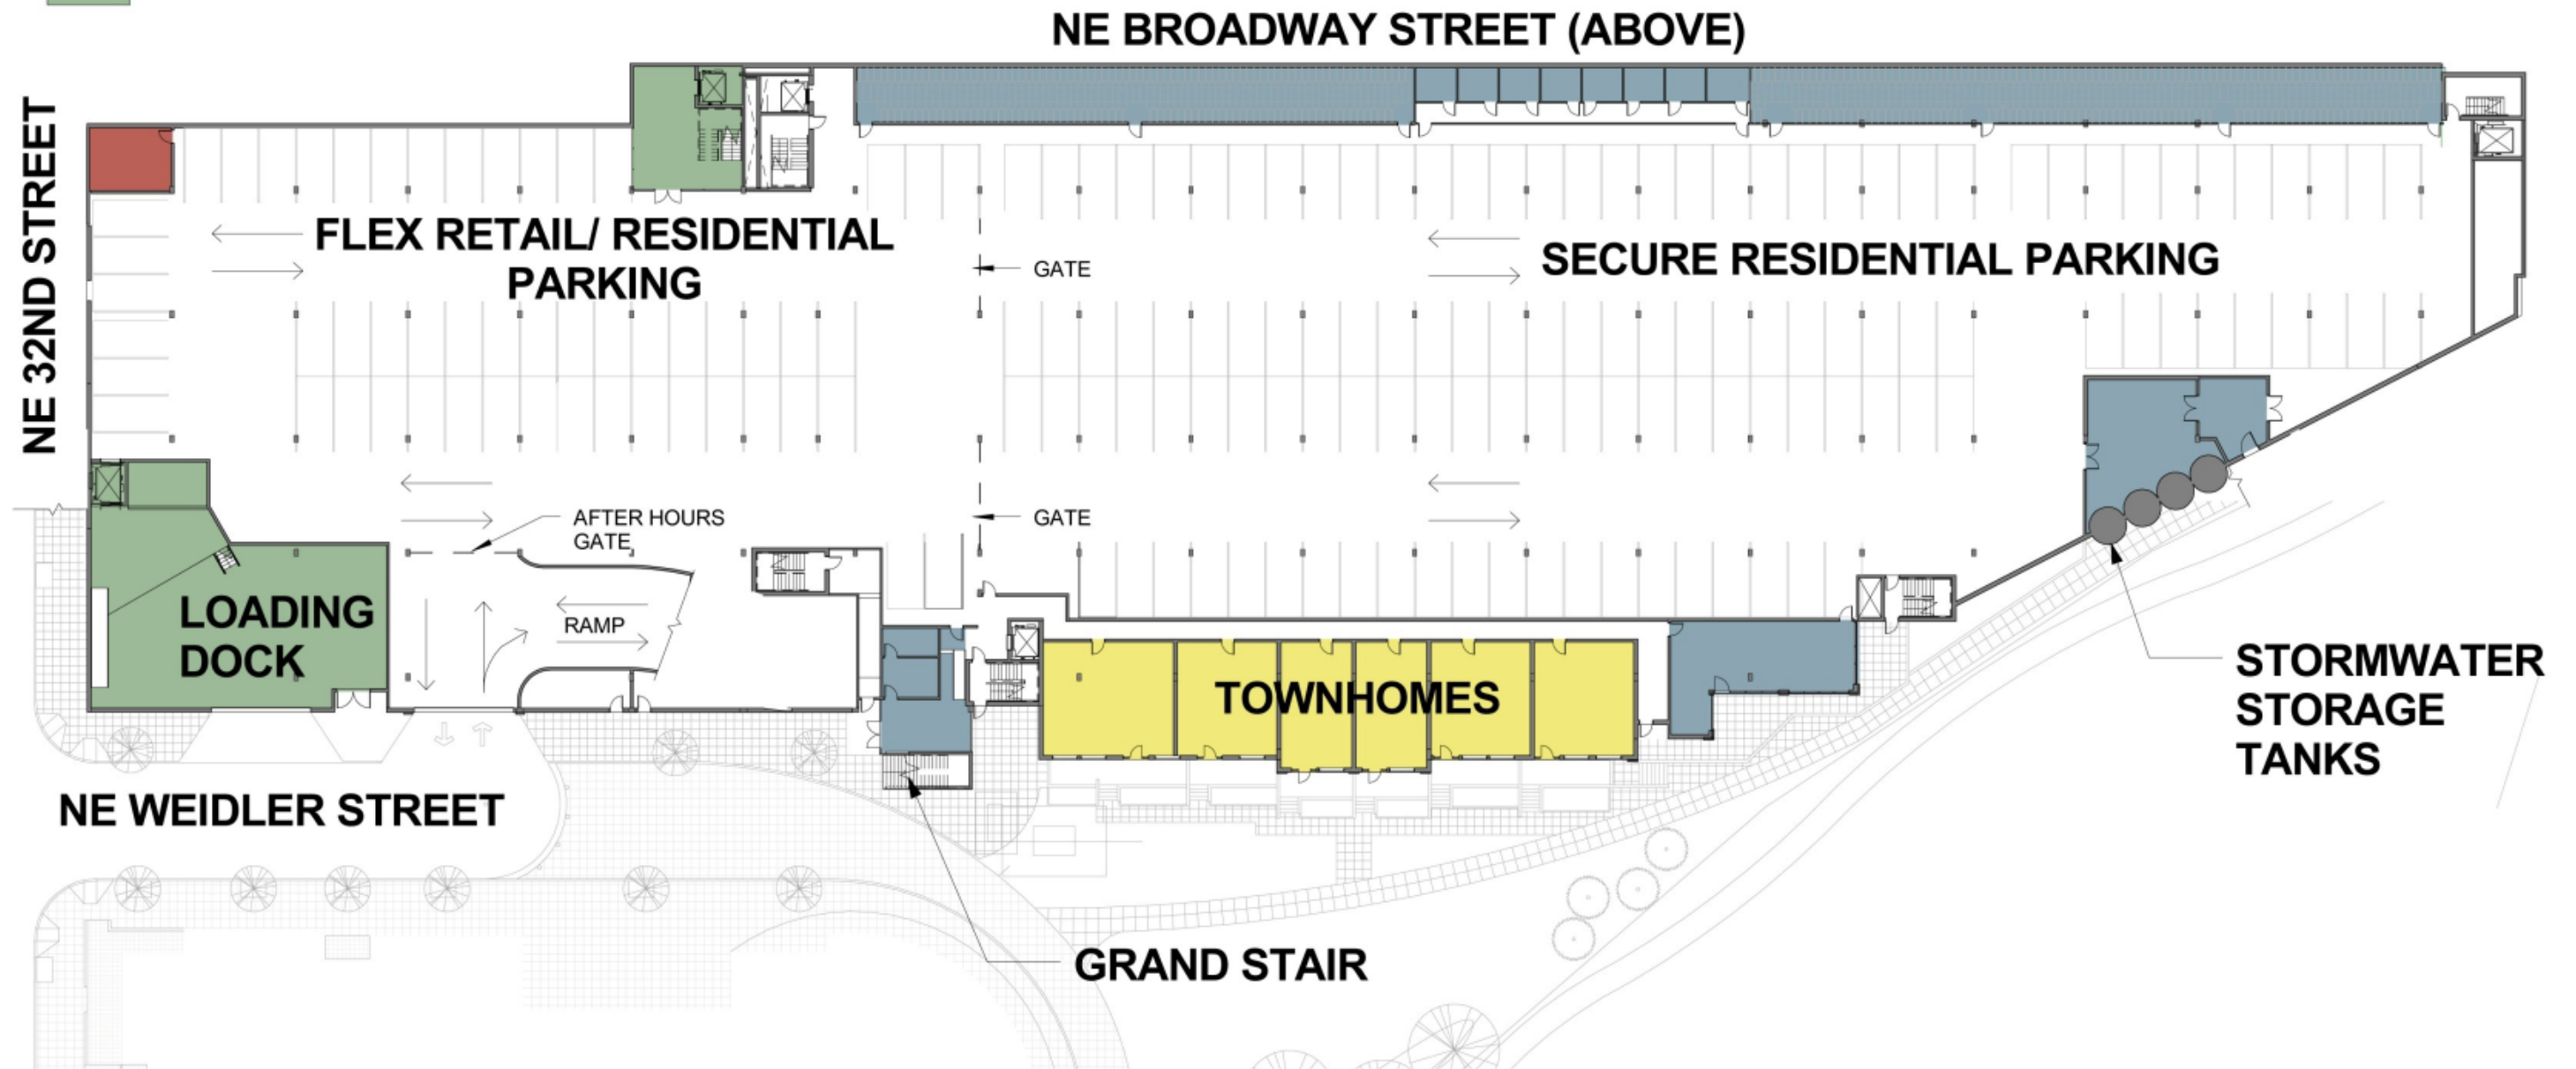 NE BROADWAY STREET (ABOVE)
NE 32ND STREET
FLEX RETAIL/ RESIDENTIAL
PARKING
GATE
SECURE RESIDENTIAL PARKING
AFTER HOURS
GATE
GATE
LOADING
DOCK
RAMP
TOWNHOMES
STORMWATER
STORAGE
TANKS
NE WEIDLER STREET
GRAND STAIR